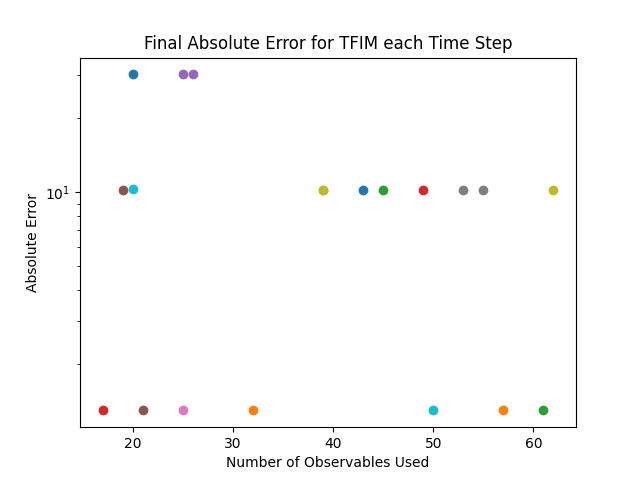 Final Absolute Error for TFIM each Time Step
Absolute Error
10¹
20 30 40 50 60
Number of Observables Used